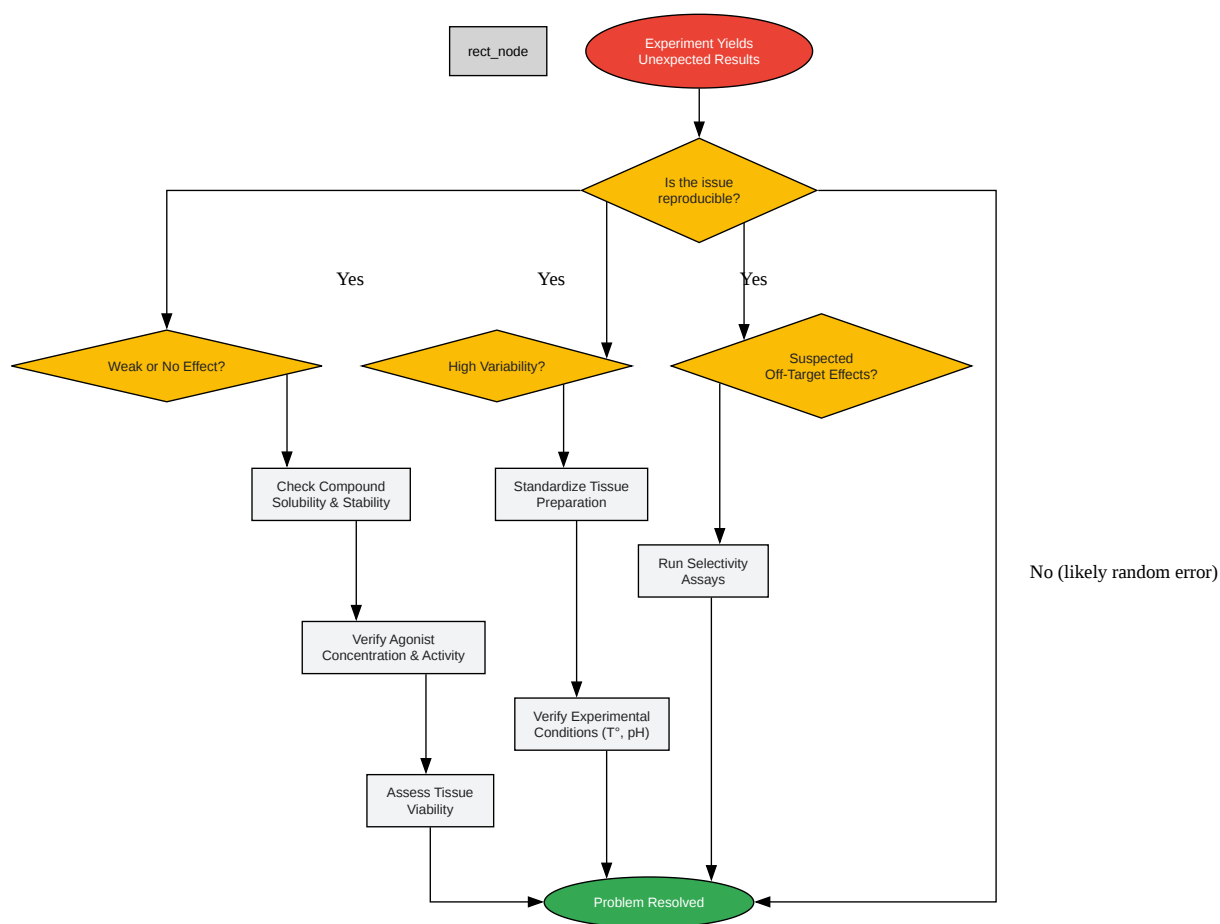 rect_node
Experiment Yields
Unexpected Results
Is the issue
reproducible?
Yes
Yes
Yes
Weak or No Effect?
High Variability?
Suspected
Off-Target Effects?
Check Compound
Solubility & Stability
Standardize Tissue
Preparation
Run Selectivity
Assays
No (likely random error)
Verify Agonist
Concentration & Activity
Verify Experimental
Conditions (T°, pH)
Assess Tissue
Viability
Problem Resolved